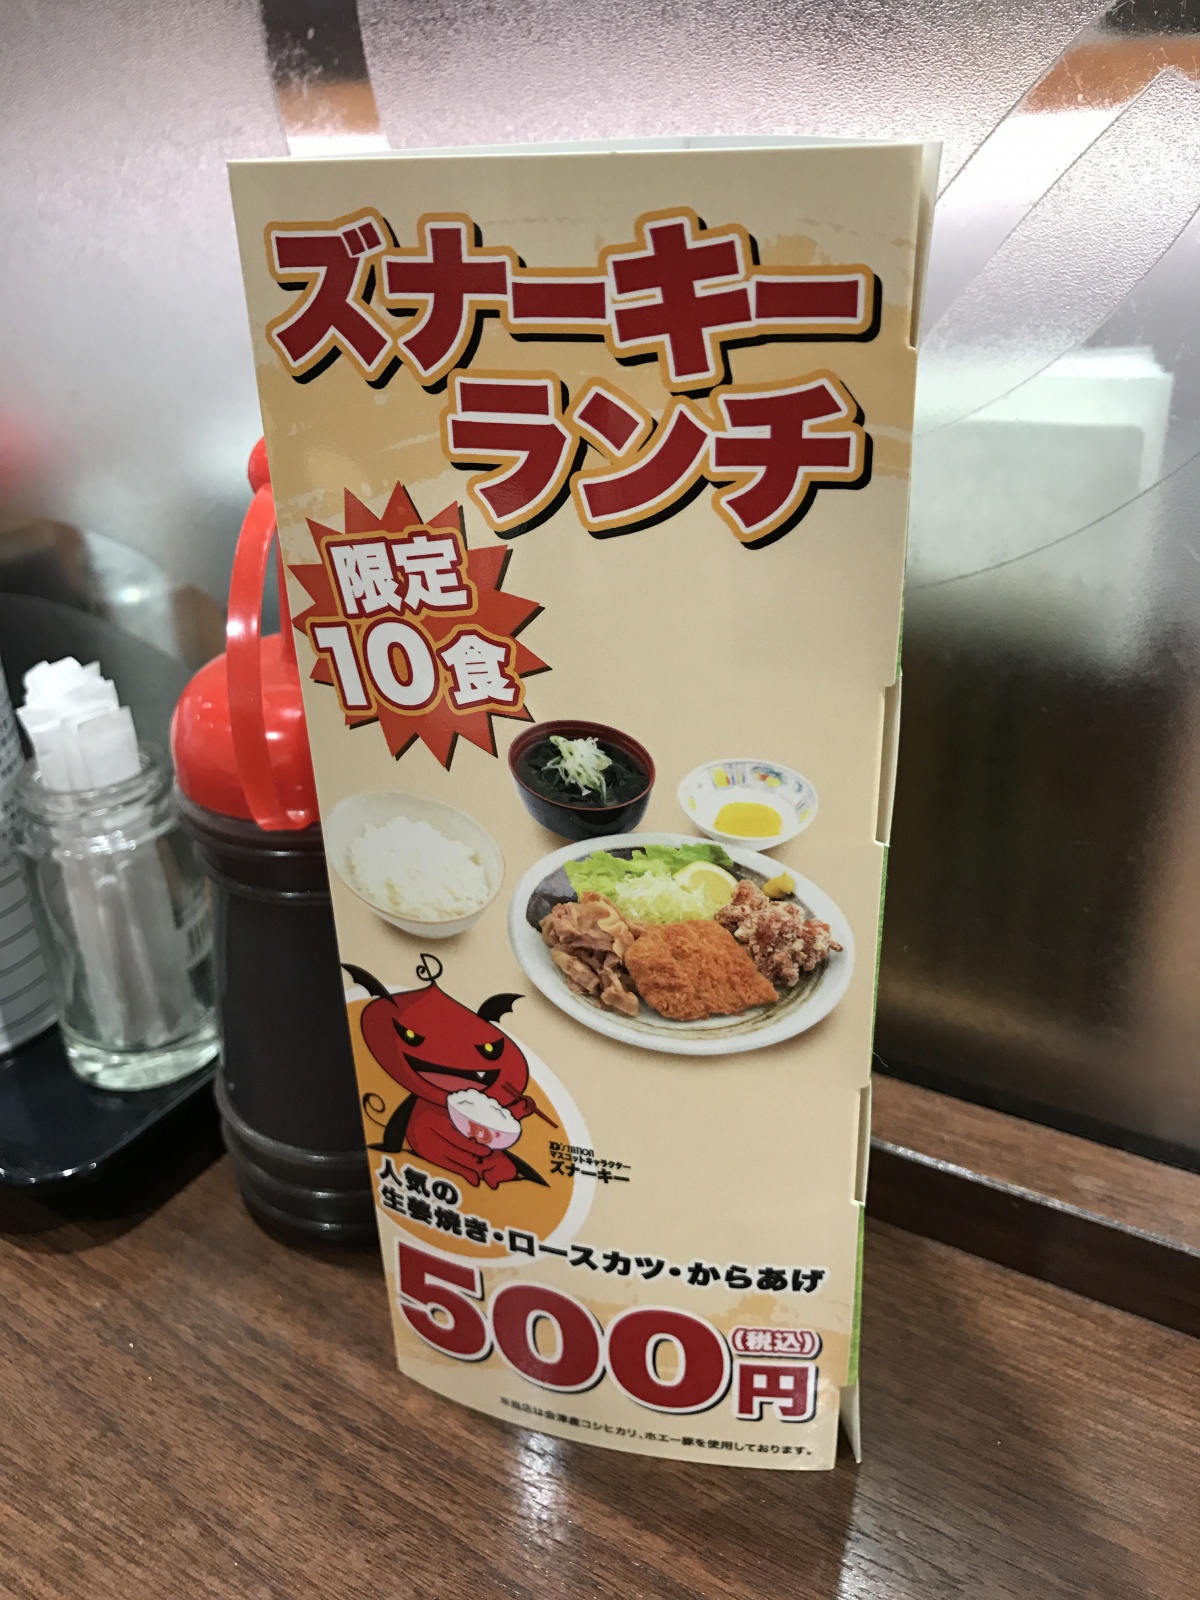 ズナーキー
ランチ
限定
10食
D'STATION
マスコットキャラクター
ズナーキー
人気の
生姜焼き・ロースカツ・からあげ
500円
(税込)
※当店は会津産コシヒカリ、ホエー豚を使用しております。